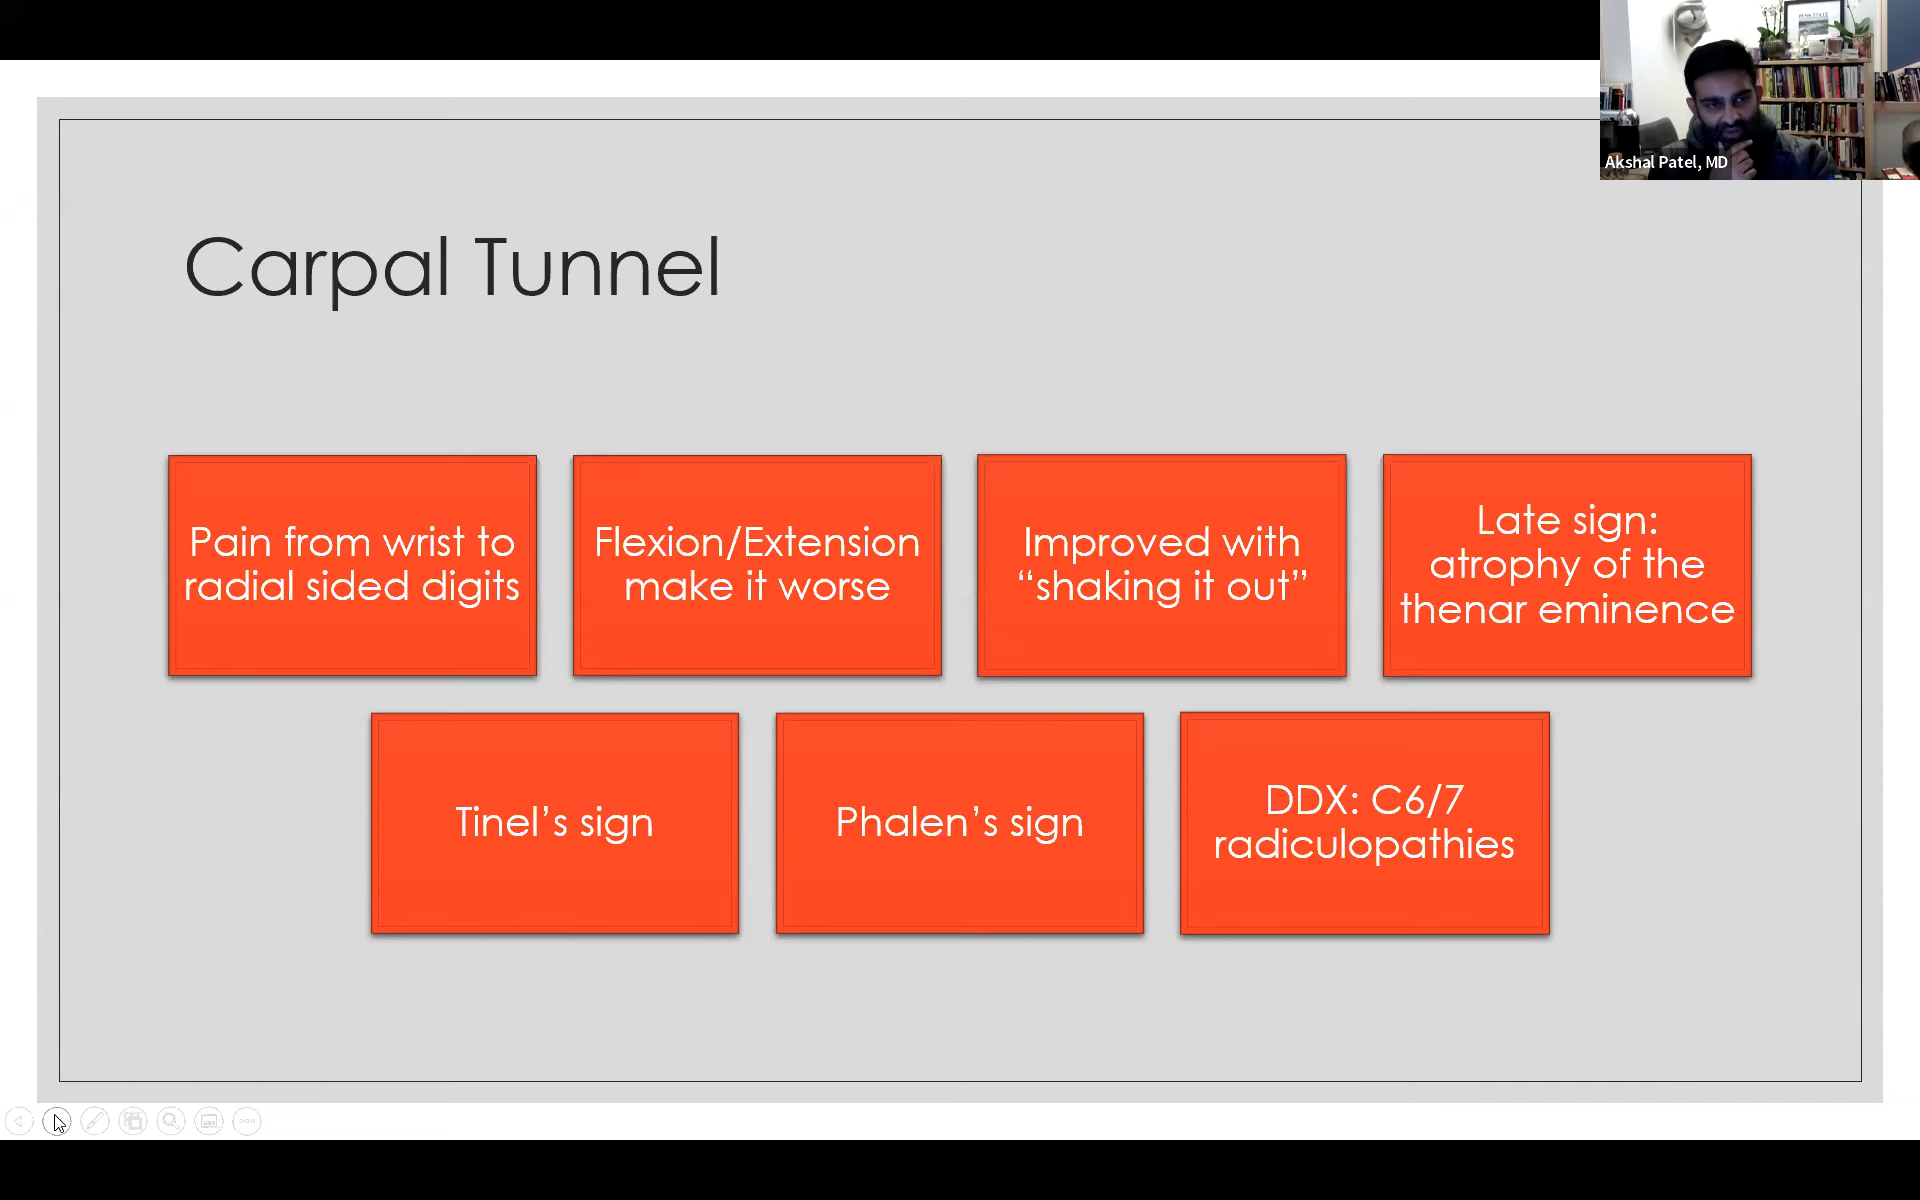 Akshal Patel, MD
Carpal Tunnel
Pain from wrist to
radial sided digits
Flexion/Extension
make it worse
Improved with
“shaking it out”
Late sign:
atrophy of the
thenar eminence
Tinel’s sign
Phalen’s sign
DDX: C6/7
radiculopathies